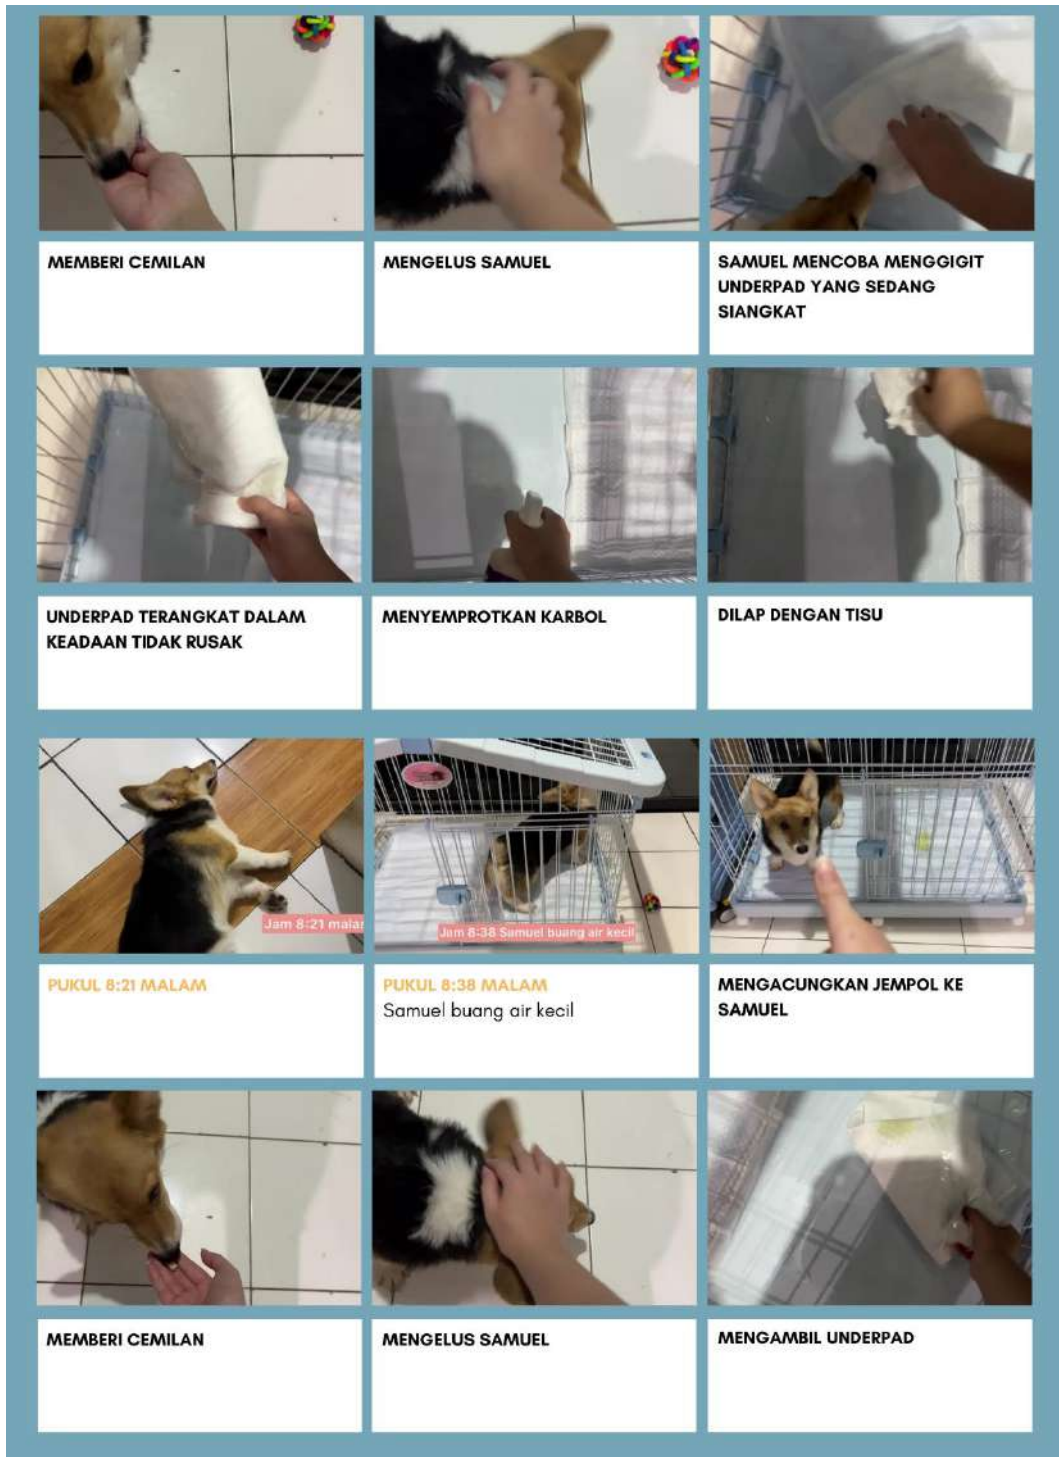 MEMBERI CEMILAN
MENGELUS SAMUEL
SAMUEL MENCOBA MENGGIGIT
UNDERPAD YANG SEDANG
SIANGKAT
UNDERPAD TERANGKAT DALAM
KEADAAN TIDAK RUSAK
MENYEMPROTKAN KARBOL
DILAP DENGAN TISU
Jam 8:21 malam
Jam 8:38 Samuel buang air kecil
PUKUL 8:21 MALAM
PUKUL 8:38 MALAM
Samuel buang air kecil
MENGACUNGKAN JEMPOL KE
SAMUEL
MEMBERI CEMILAN
MENGELUS SAMUEL
MENGAMBIL UNDERPAD